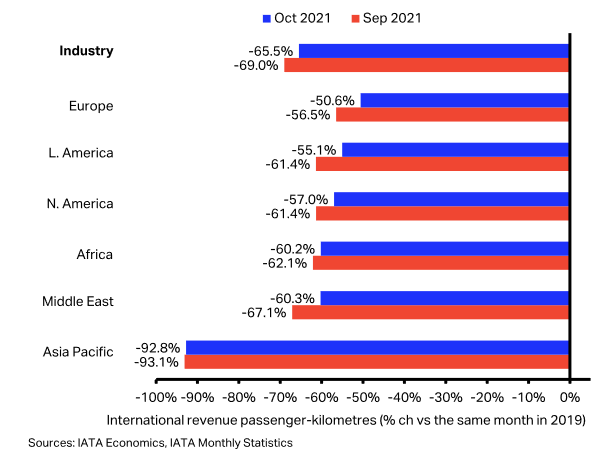 Oct 2021 Sep 2021
Industry
-65.5%
-69.0%
Europe
-50.6%
-56.5%
L. America
-55.1%
-61.4%
N. America
-57.0%
-61.4%
Africa
-60.2%
-62.1%
Middle East
-60.3%
-67.1%
Asia Pacific
-92.8%
-93.1%
-100% -90% -80% -70% -60% -50% -40% -30% -20% -10% 0%
International revenue passenger-kilometres (% ch vs the same month in 2019)
Sources: IATA Economics, IATA Monthly Statistics